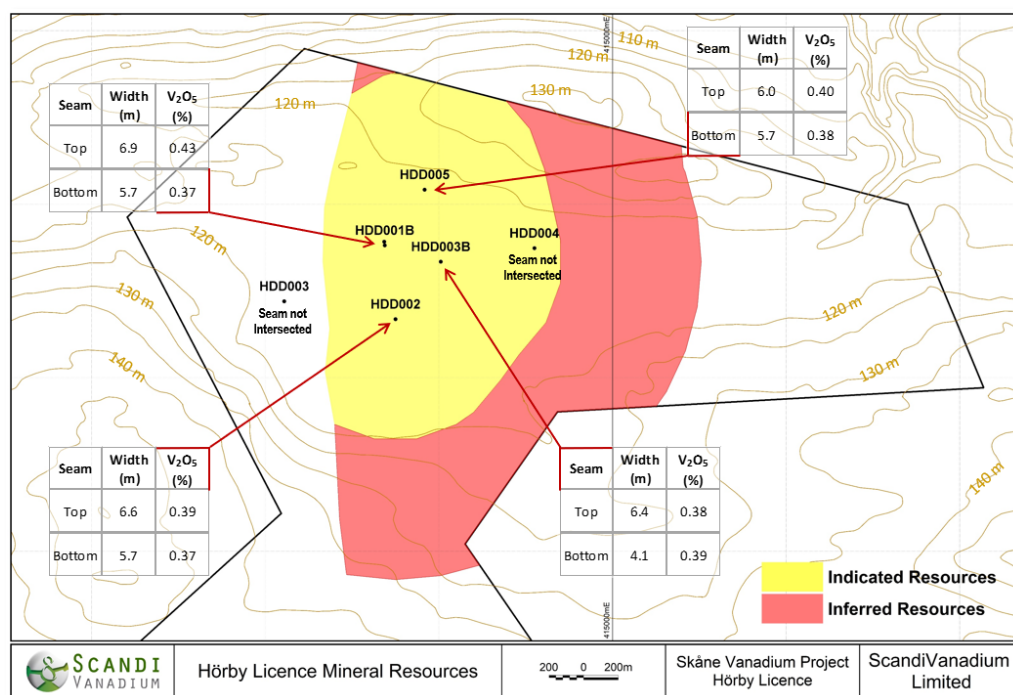 110 m
120 m
130 m
120 m
415000mE
Seam Width (m) V₂O₅ (%)
Top 6.0 0.40
Bottom 5.7 0.38
Seam Width (m) V₂O₅ (%)
Top 6.9 0.43
Bottom 5.7 0.37
HDD005
HDD001B
HDD003B
HDD004
Seam not
Intersected
HDD003
Seam not
Intersected
HDD002
120 m
130 m
140 m
120 m
130 m
140 m
Seam Width (m) V₂O₅ (%)
Top 6.6 0.39
Bottom 5.7 0.37
Seam Width (m) V₂O₅ (%)
Top 6.4 0.38
Bottom 4.1 0.39
Indicated Resources
Inferred Resources
415000mE
SCANDI
VANADIUM
Hörby Licence Mineral Resources
200 0 200m
Skåne Vanadium Project
Hörby Licence
ScandiVanadium
Limited